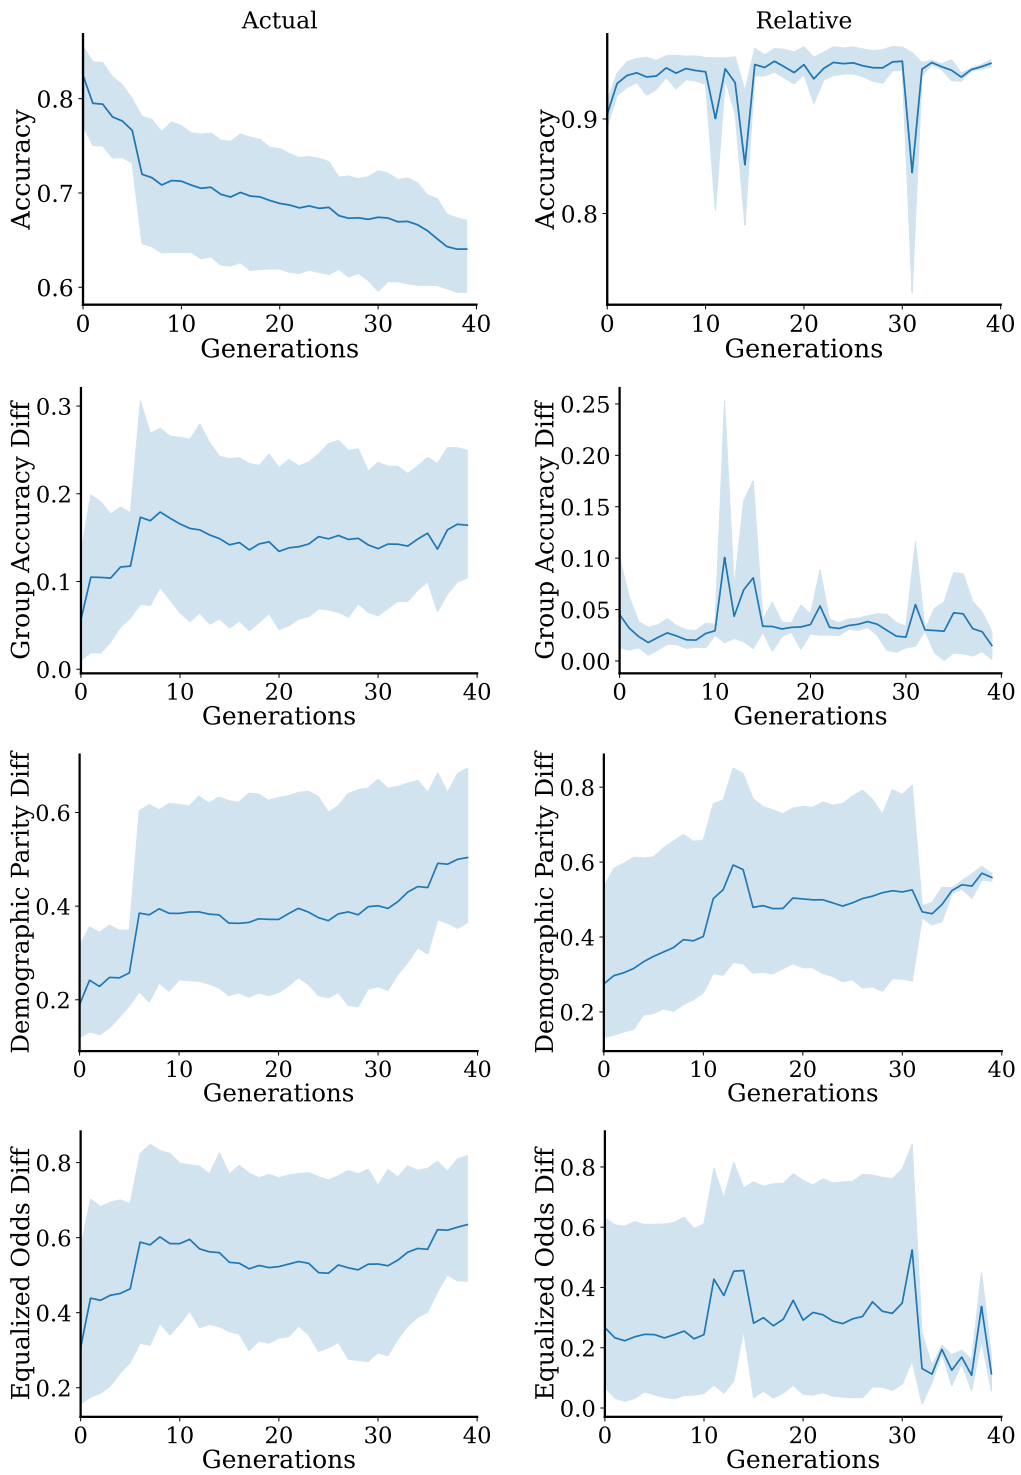 Actual
Accuracy
0.8
0.7
0.6
0 10 20 30 40
Generations
Relative
Accuracy
0.9
0.8
0 10 20 30 40
Generations
Group Accuracy Diff
0.3
0.2
0.1
0.0
0 10 20 30 40
Generations
Group Accuracy Diff
0.25
0.20
0.15
0.10
0.05
0.00
0 10 20 30 40
Generations
Demographic Parity Diff
0.6
0.4
0.2
0 10 20 30 40
Generations
Demographic Parity Diff
0.8
0.6
0.4
0.2
0 10 20 30 40
Generations
Equalized Odds Diff
0.8
0.6
0.4
0.2
0 10 20 30 40
Generations
Equalized Odds Diff
0.8
0.6
0.4
0.2
0.0
0 10 20 30 40
Generations